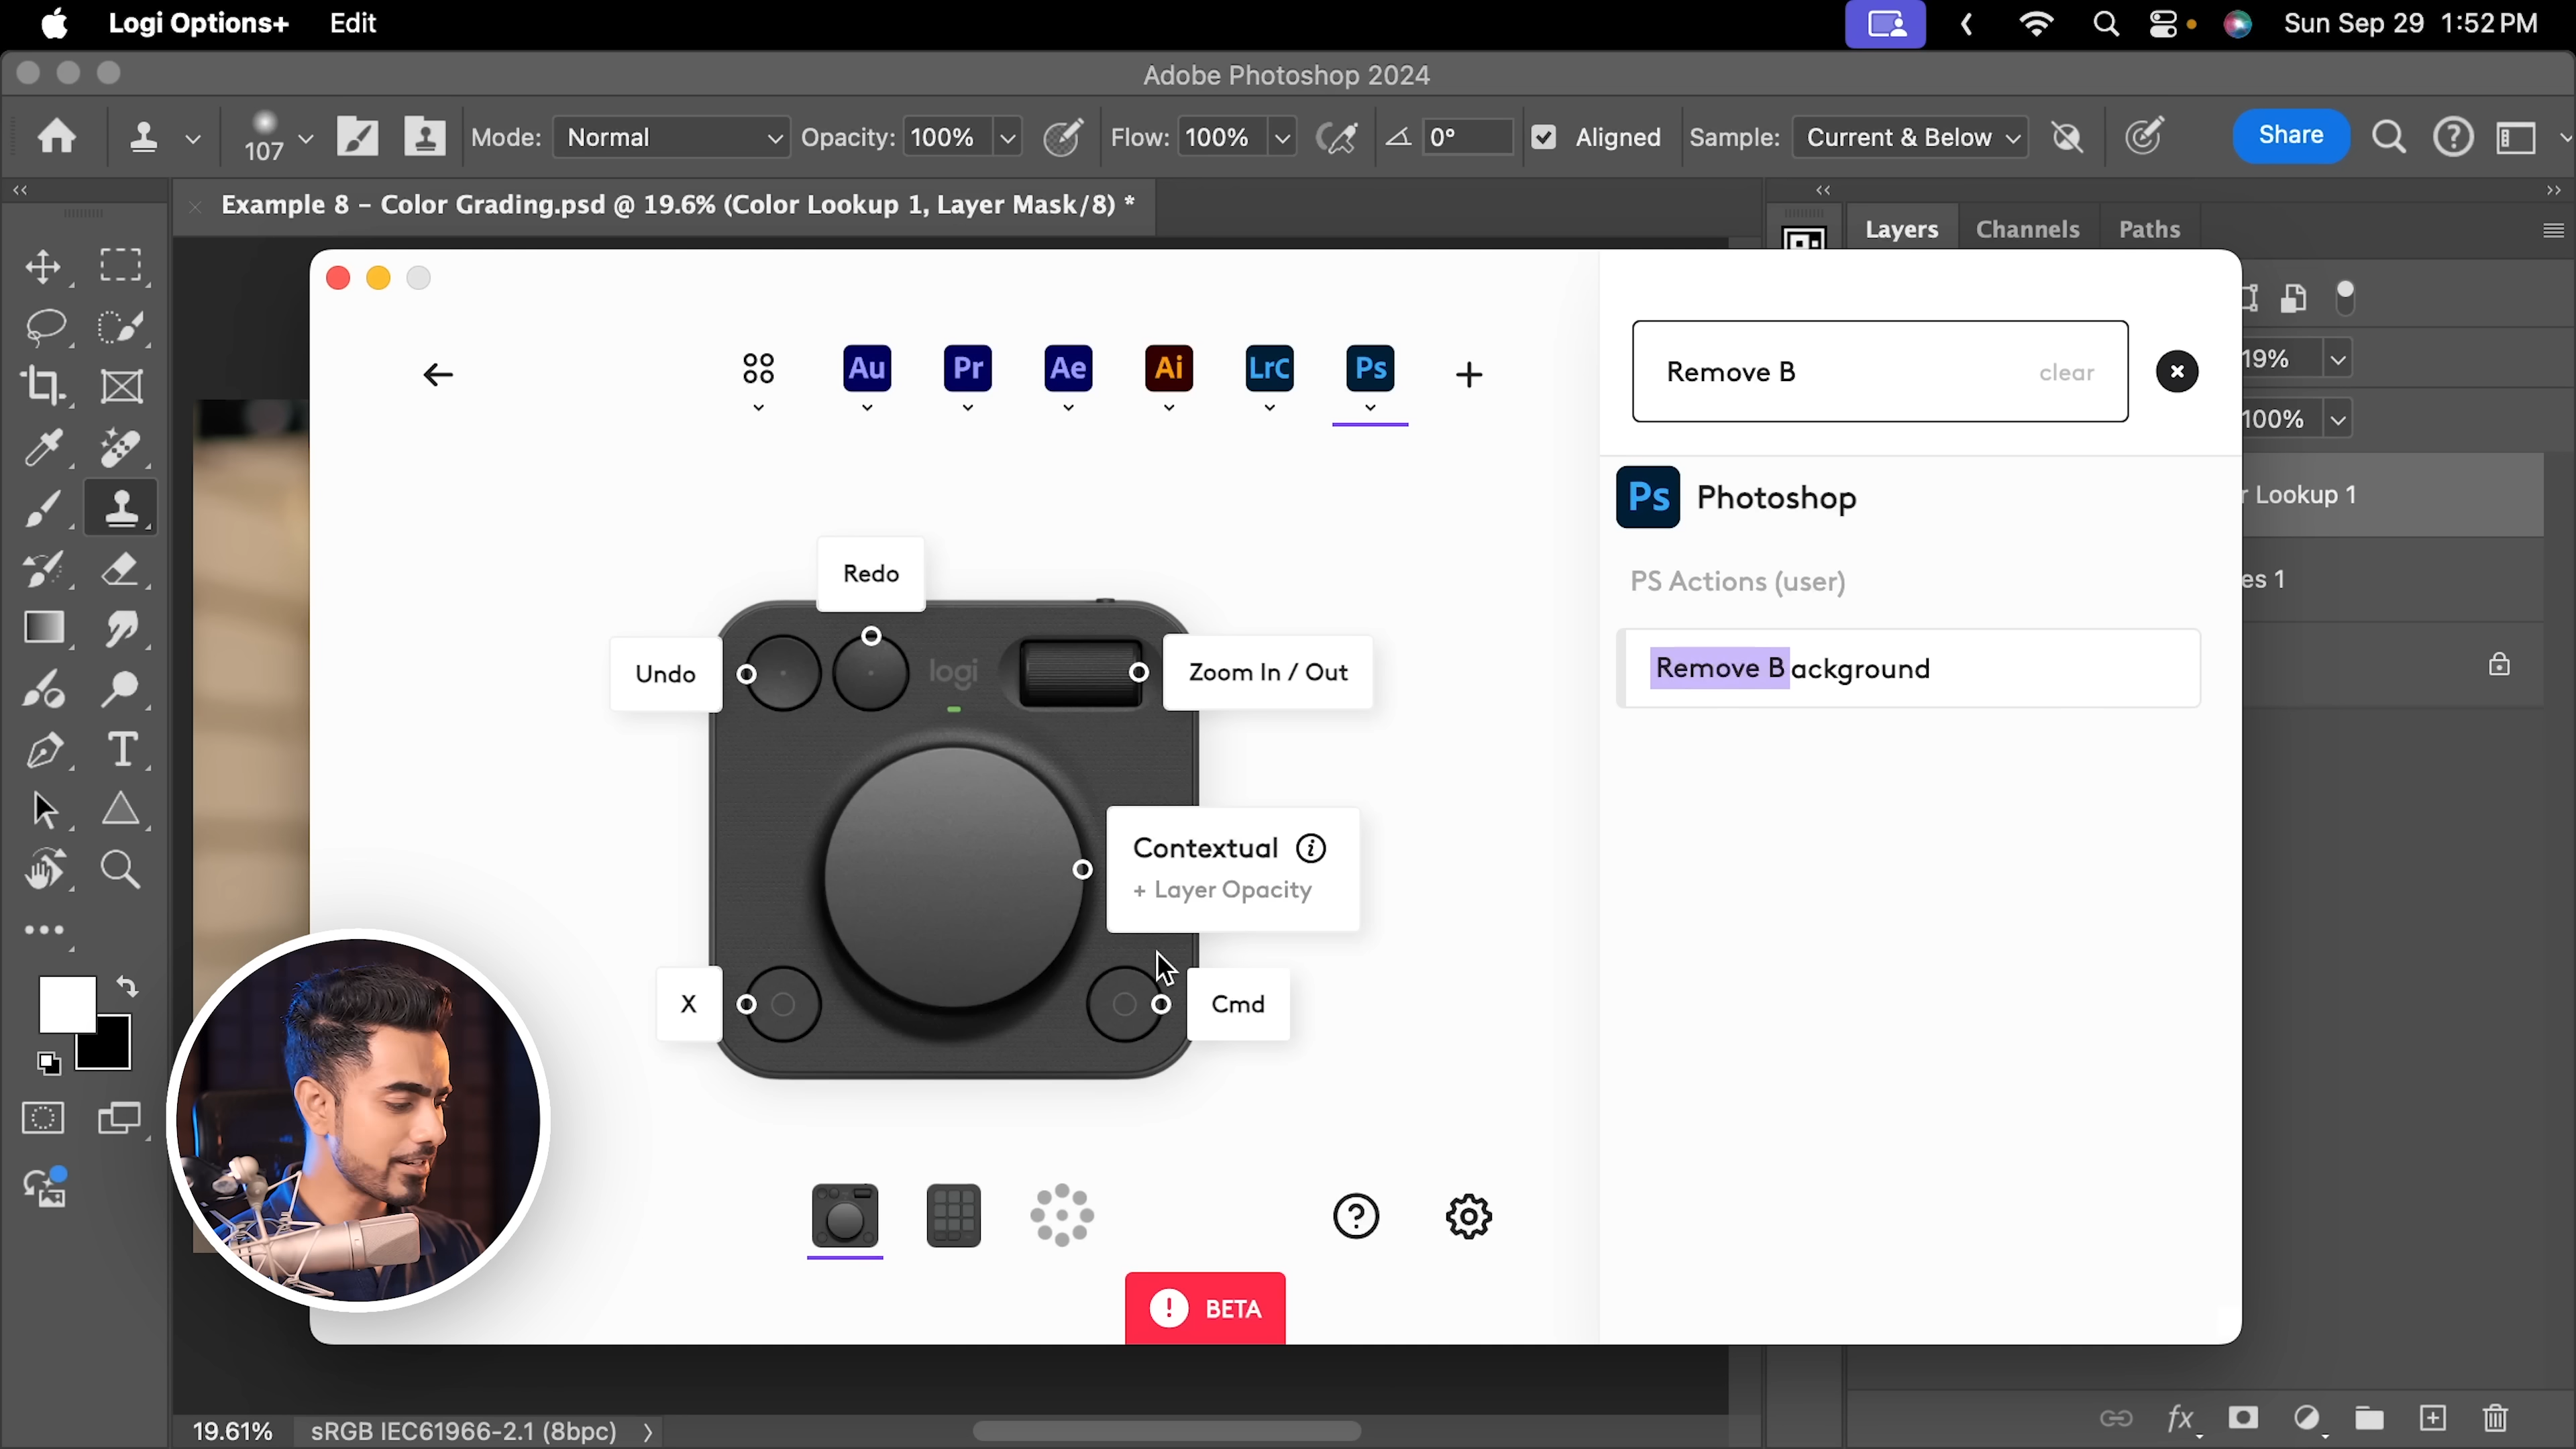 Logi Options+ Edit Sun Sep 29 1:52 PM
Adobe Photoshop 2024
107 Mode: Normal Opacity: 100% Flow: 100% 0° Aligned Sample: Current & Below Share
Example 8 – Color Grading.psd @ 19.6% (Color Lookup 1, Layer Mask/8) *
Layers Channels Paths
19%
100%
r Lookup 1
es 1
Au Pr Ae Ai LrC Ps
Remove B clear
Ps Photoshop
PS Actions (user)
Remove Background
Redo
Undo
logi
Zoom In / Out
Contextual
+ Layer Opacity
X
Cmd
BETA
19.61% sRGB IEC61966-2.1 (8bpc)
fx